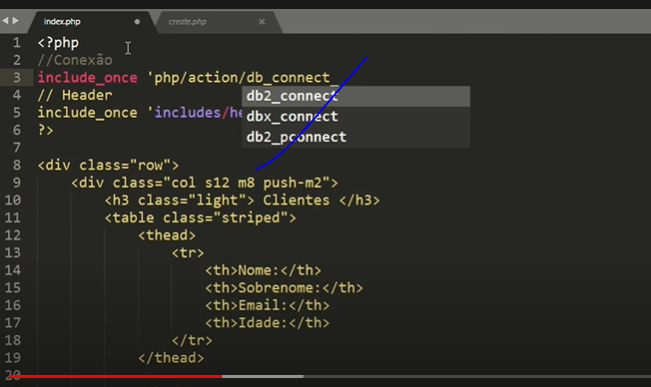 index.php create.php
1 <?php
2 //Conexão
3 include_once 'php/action/db_connect_
db2_connect
4 // Header
5 include_once 'includes/he
dbx_connect
6 ?>
db2_pconnect
7
8 <div class="row">
9 <div class="col s12 m8 push-m2">
10 <h3 class="light"> Clientes </h3>
11 <table class="striped">
12 <thead>
13 <tr>
14 <th>Nome:</th>
15 <th>Sobrenome:</th>
16 <th>Email:</th>
17 <th>Idade:</th>
18 </tr>
19 </thead>
20